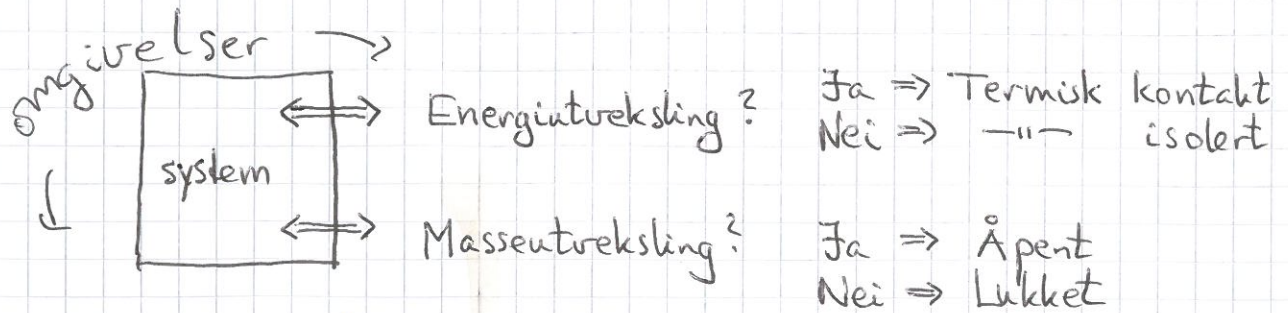 omgivelser
Energiutveksling? Ja ⇒ Termisk kontakt
Nei ⇒ —"— isolert
system
Masseutveksling? Ja ⇒ Åpent
Nei ⇒ Lukket